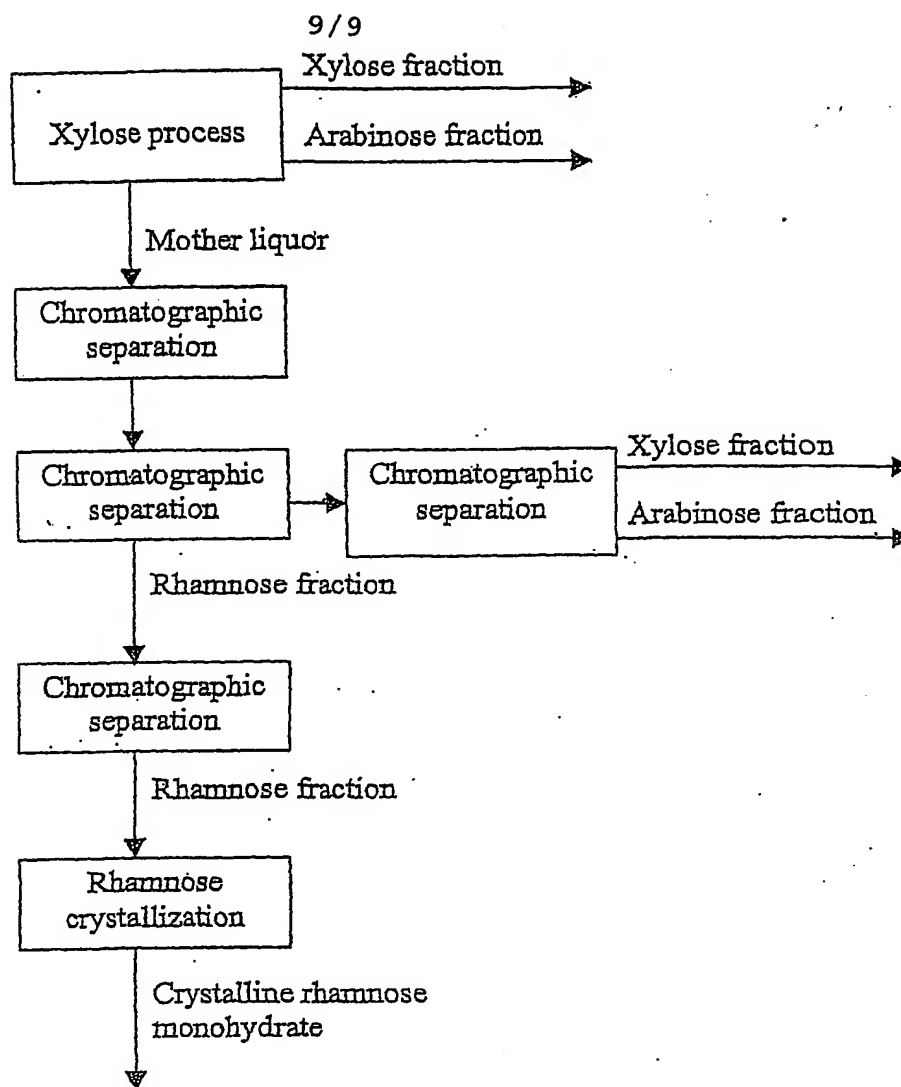 9/9
Xylose fraction
Xylose process
Arabinose fraction
Mother liquor
Chromatographic
separation
Chromatographic
separation
Chromatographic
separation
Xylose fraction
Arabinose fraction
Rhamnose fraction
Chromatographic
separation
Rhamnose fraction
Rhamnose
crystallization
Crystalline rhamnose
monohydrate